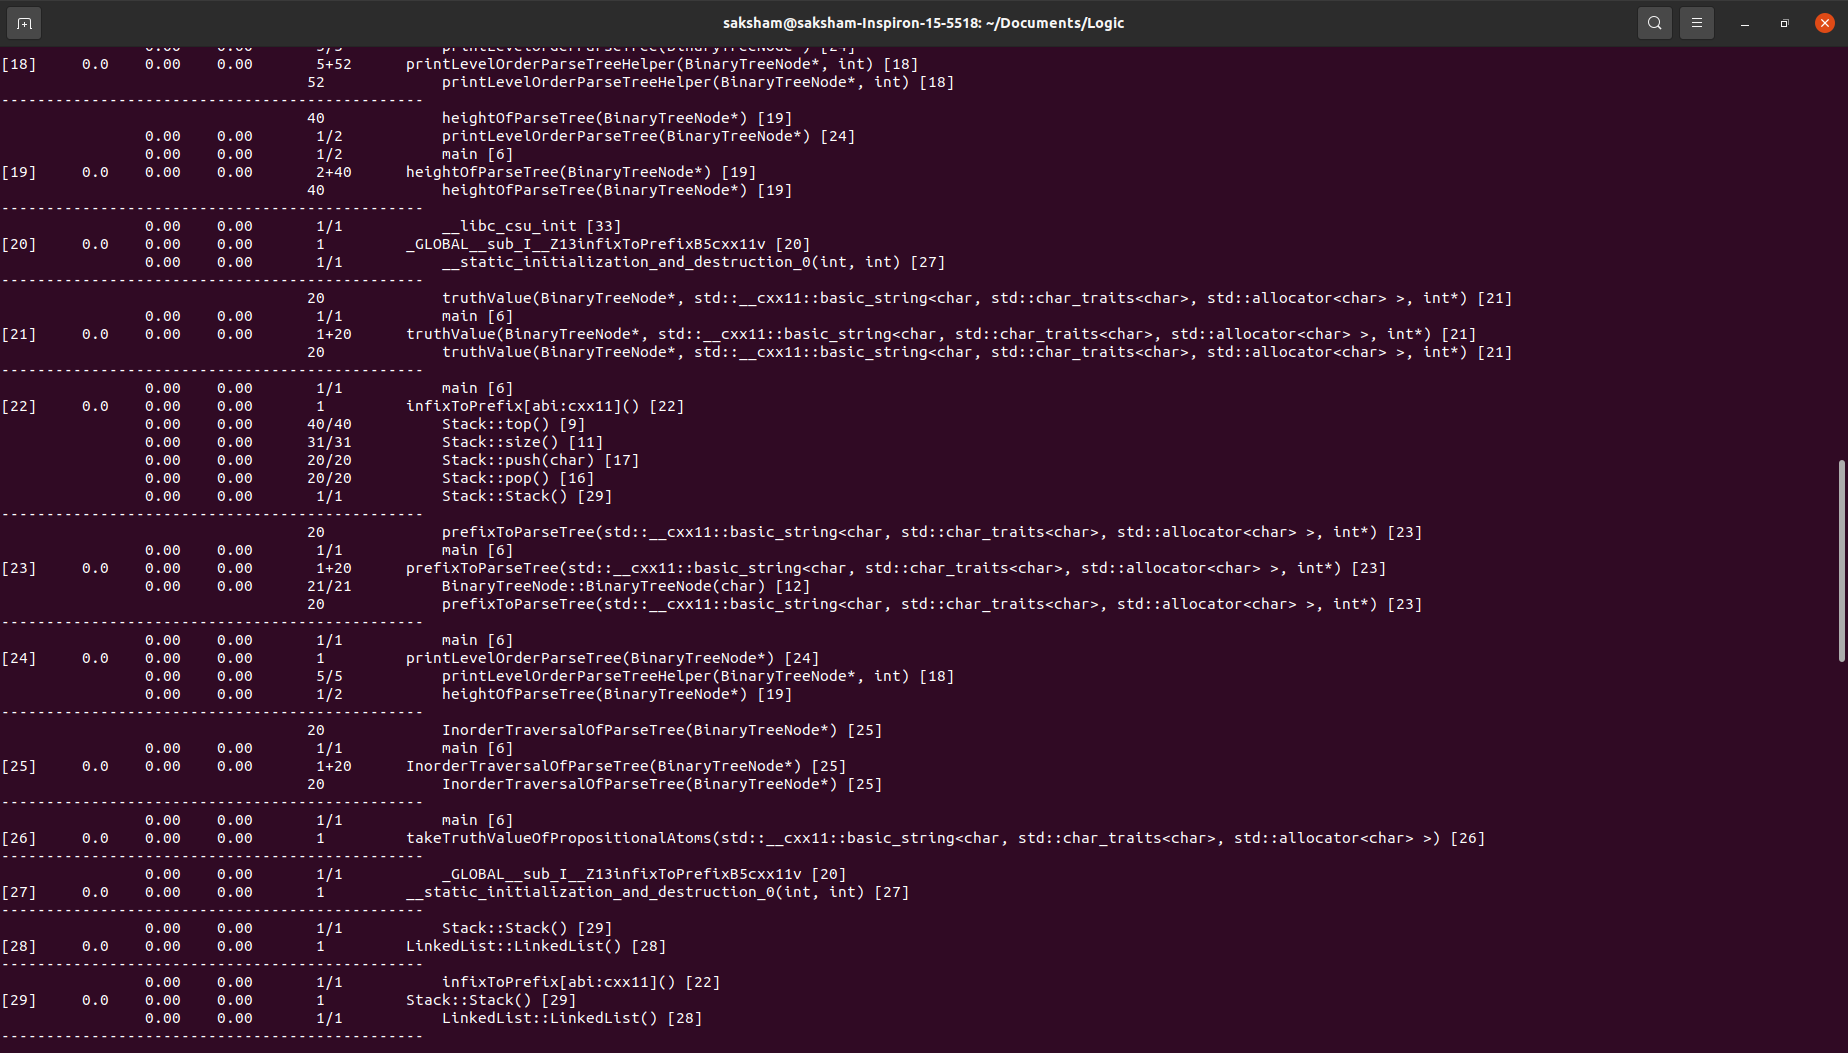 saksham@saksham-Inspiron-15-5518: ~/Documents/Logic
0.00 0.00 5/5 printLevelOrderParseTree(BinaryTreeNode*) [24]
[18] 0.0 0.00 0.00 5+52 printLevelOrderParseTreeHelper(BinaryTreeNode*, int) [18]
52 printLevelOrderParseTreeHelper(BinaryTreeNode*, int) [18]
-----------------------------------------------
40 heightOfParseTree(BinaryTreeNode*) [19]
0.00 0.00 1/2 printLevelOrderParseTree(BinaryTreeNode*) [24]
0.00 0.00 1/2 main [6]
[19] 0.0 0.00 0.00 2+40 heightOfParseTree(BinaryTreeNode*) [19]
40 heightOfParseTree(BinaryTreeNode*) [19]
-----------------------------------------------
0.00 0.00 1/1 __libc_csu_init [33]
[20] 0.0 0.00 0.00 1 _GLOBAL__sub_I__Z13infixToPrefixB5cxx11v [20]
0.00 0.00 1/1 __static_initialization_and_destruction_0(int, int) [27]
-----------------------------------------------
20 truthValue(BinaryTreeNode*, std::__cxx11::basic_string<char, std::char_traits<char>, std::allocator<char> >, int*) [21]
0.00 0.00 1/1 main [6]
[21] 0.0 0.00 0.00 1+20 truthValue(BinaryTreeNode*, std::__cxx11::basic_string<char, std::char_traits<char>, std::allocator<char> >, int*) [21]
20 truthValue(BinaryTreeNode*, std::__cxx11::basic_string<char, std::char_traits<char>, std::allocator<char> >, int*) [21]
-----------------------------------------------
0.00 0.00 1/1 main [6]
[22] 0.0 0.00 0.00 1 infixToPrefix[abi:cxx11]() [22]
0.00 0.00 40/40 Stack::top() [9]
0.00 0.00 31/31 Stack::size() [11]
0.00 0.00 20/20 Stack::push(char) [17]
0.00 0.00 20/20 Stack::pop() [16]
0.00 0.00 1/1 Stack::Stack() [29]
-----------------------------------------------
20 prefixToParseTree(std::__cxx11::basic_string<char, std::char_traits<char>, std::allocator<char> >, int*) [23]
0.00 0.00 1/1 main [6]
[23] 0.0 0.00 0.00 1+20 prefixToParseTree(std::__cxx11::basic_string<char, std::char_traits<char>, std::allocator<char> >, int*) [23]
0.00 0.00 21/21 BinaryTreeNode::BinaryTreeNode(char) [12]
20 prefixToParseTree(std::__cxx11::basic_string<char, std::char_traits<char>, std::allocator<char> >, int*) [23]
-----------------------------------------------
0.00 0.00 1/1 main [6]
[24] 0.0 0.00 0.00 1 printLevelOrderParseTree(BinaryTreeNode*) [24]
0.00 0.00 5/5 printLevelOrderParseTreeHelper(BinaryTreeNode*, int) [18]
0.00 0.00 1/2 heightOfParseTree(BinaryTreeNode*) [19]
-----------------------------------------------
20 InorderTraversalOfParseTree(BinaryTreeNode*) [25]
0.00 0.00 1/1 main [6]
[25] 0.0 0.00 0.00 1+20 InorderTraversalOfParseTree(BinaryTreeNode*) [25]
20 InorderTraversalOfParseTree(BinaryTreeNode*) [25]
-----------------------------------------------
0.00 0.00 1/1 main [6]
[26] 0.0 0.00 0.00 1 takeTruthValueOfPropositionalAtoms(std::__cxx11::basic_string<char, std::char_traits<char>, std::allocator<char> >) [26]
-----------------------------------------------
0.00 0.00 1/1 _GLOBAL__sub_I__Z13infixToPrefixB5cxx11v [20]
[27] 0.0 0.00 0.00 1 __static_initialization_and_destruction_0(int, int) [27]
-----------------------------------------------
0.00 0.00 1/1 Stack::Stack() [29]
[28] 0.0 0.00 0.00 1 LinkedList::LinkedList() [28]
-----------------------------------------------
0.00 0.00 1/1 infixToPrefix[abi:cxx11]() [22]
[29] 0.0 0.00 0.00 1 Stack::Stack() [29]
0.00 0.00 1/1 LinkedList::LinkedList() [28]
-----------------------------------------------